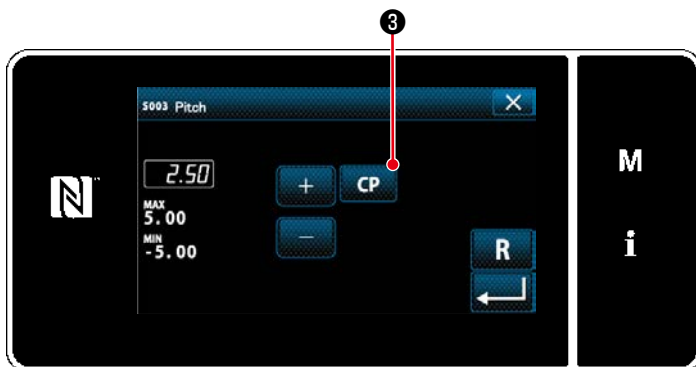 ❸
S003 Pitch
2.50
+
CP
MAX
5.00
−
MIN
-5.00
R
M
i
N